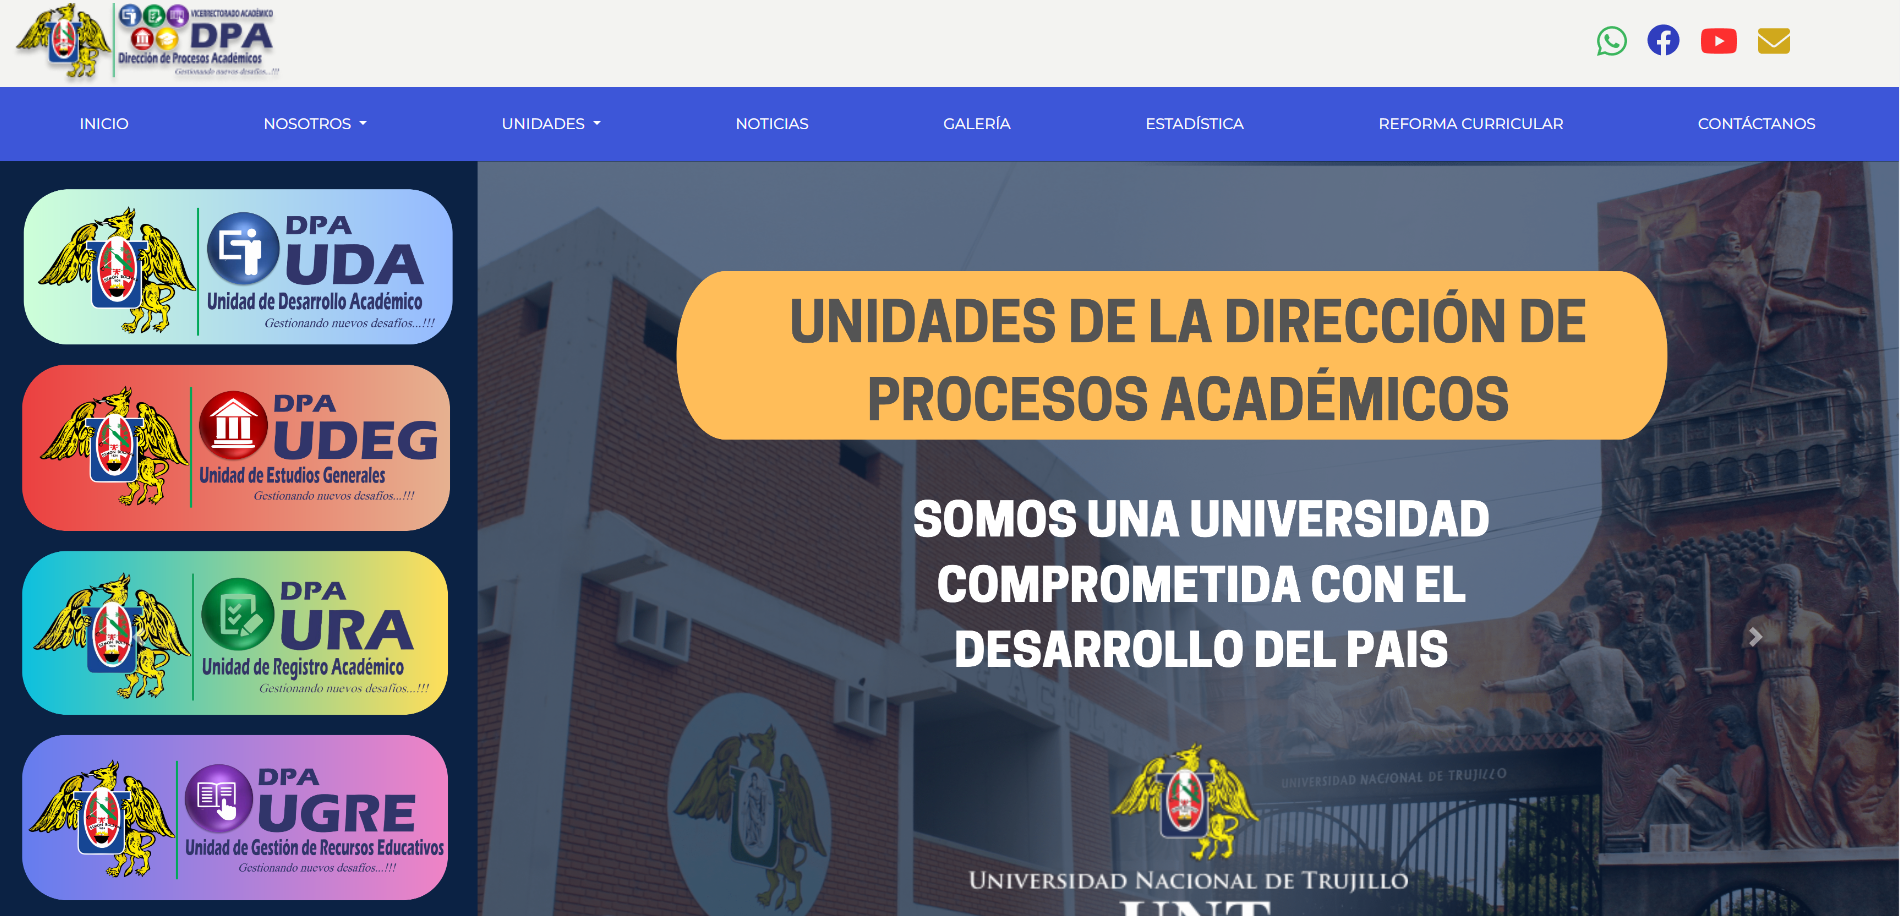 VICERRECTORADO ACADÉMICO
DPA
Dirección de Procesos Académicos
Gestionando nuevos desafíos...!!!
INICIO
NOSOTROS
UNIDADES
NOTICIAS
GALERÍA
ESTADÍSTICA
REFORMA CURRICULAR
CONTÁCTANOS
DPA
UDA
Unidad de Desarrollo Académico
Gestionando nuevos desafíos...!!!
DPA
UDEG
Unidad de Estudios Generales
Gestionando nuevos desafíos...!!!
DPA
URA
Unidad de Registro Académico
Gestionando nuevos desafíos...!!!
DPA
UGRE
Unidad de Gestión de Recursos Educativos
Gestionando nuevos desafíos...!!!
UNIDADES DE LA DIRECCIÓN DE
PROCESOS ACADÉMICOS
SOMOS UNA UNIVERSIDAD
COMPROMETIDA CON EL
DESARROLLO DEL PAIS
UNIVERSIDAD NACIONAL DE TRUJILLO
UNIVERSIDAD NACIONAL DE TRUJILLO
UNT